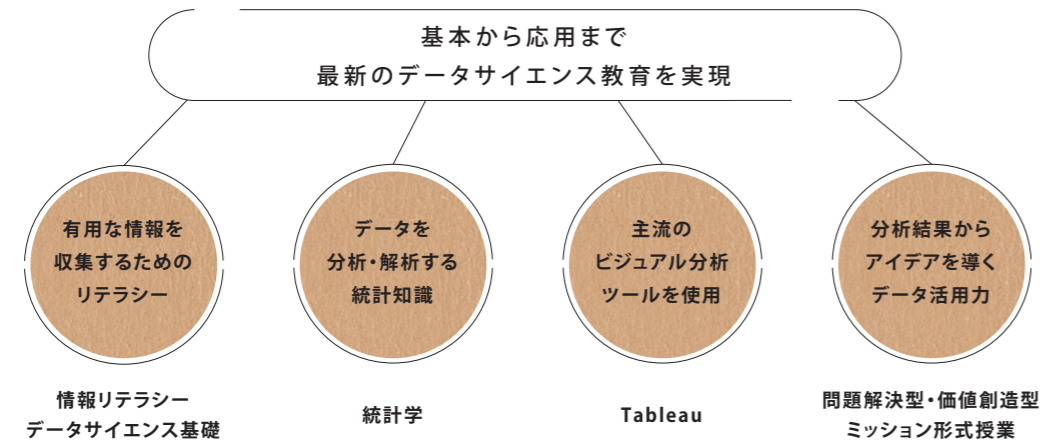 基本から応用まで
最新のデータサイエンス教育を実現
有用な情報を
収集するための
リテラシー
データを
分析・解析する
統計知識
主流の
ビジュアル分析
ツールを使用
分析結果から
アイデアを導く
データ活用力
情報リテラシー
データサイエンス基礎
統計学
Tableau
問題解決型・価値創造型
ミッション形式授業